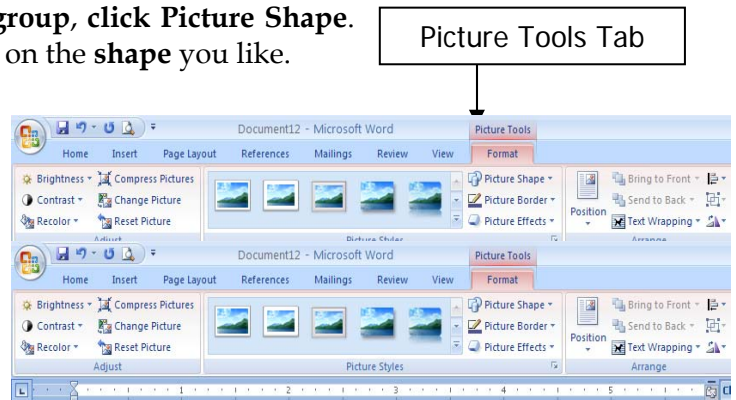 group, click Picture Shape.
on the shape you like.
Picture Tools Tab
Document12 - Microsoft Word Picture Tools
Home Insert Page Layout References Mailings Review View Format
Brightness Compress Pictures Picture Shape Bring to Front
Contrast Change Picture Picture Border Send to Back
Recolor Reset Picture Picture Effects Position Text Wrapping
Adjust Picture Styles Arrange
Document12 - Microsoft Word Picture Tools
Home Insert Page Layout References Mailings Review View Format
Brightness Compress Pictures Picture Shape Bring to Front
Contrast Change Picture Picture Border Send to Back
Recolor Reset Picture Picture Effects Position Text Wrapping
Adjust Picture Styles Arrange
L 1 2 3 4 5